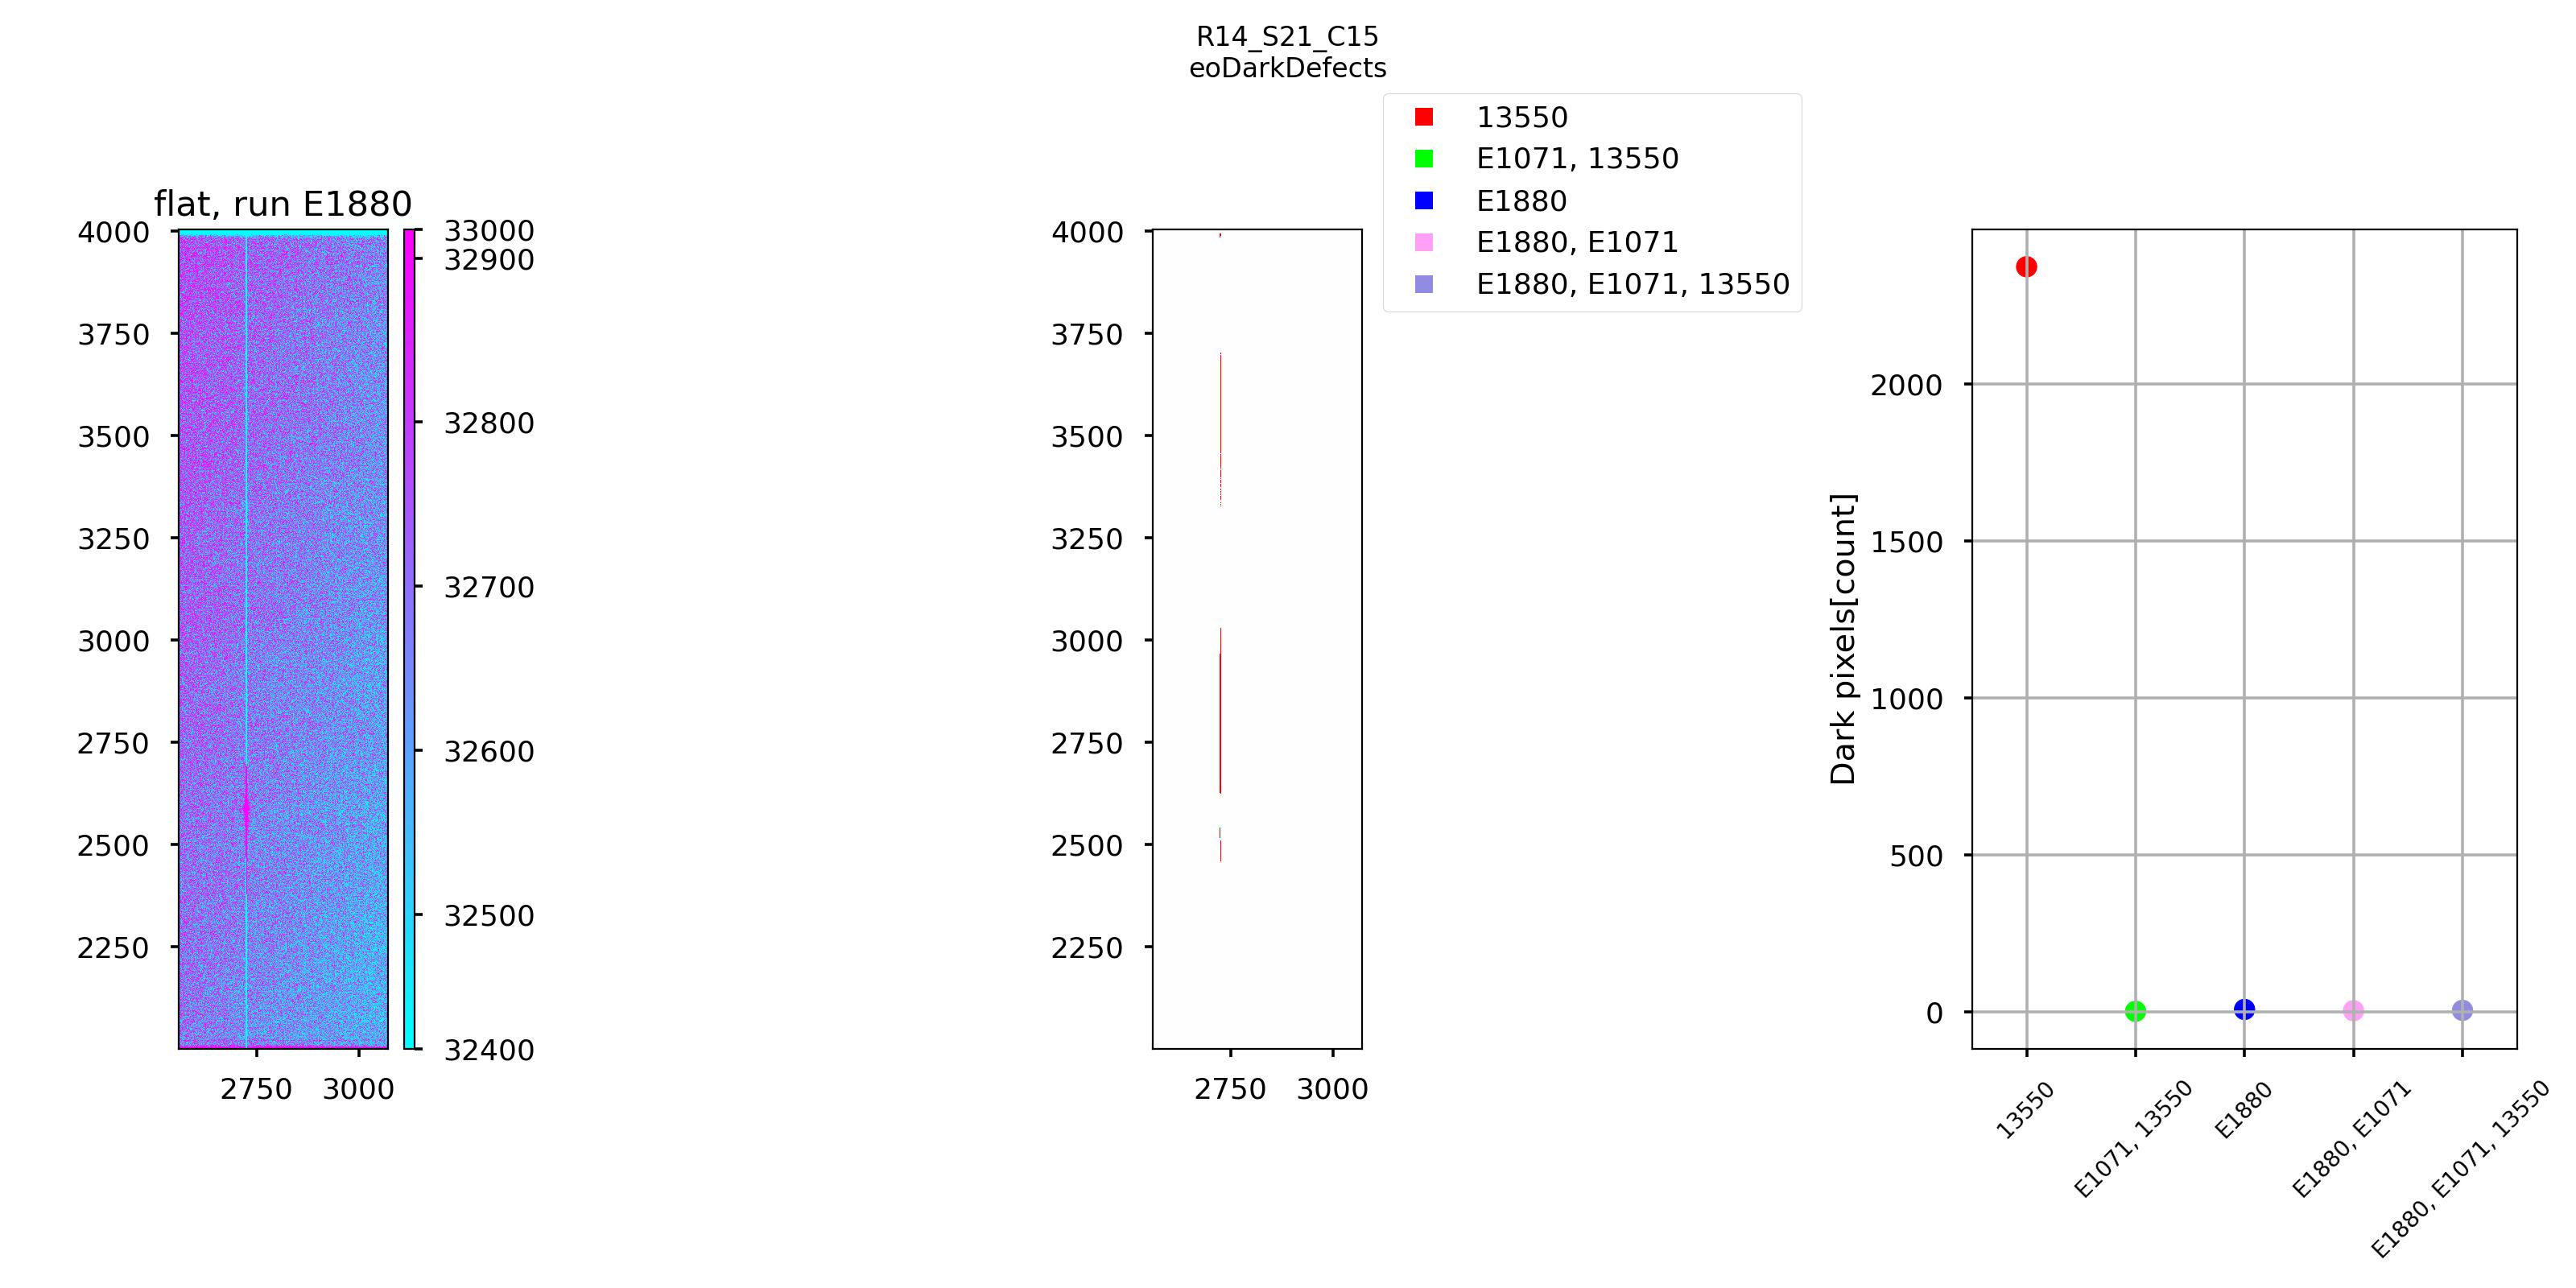 R14_S21_C15
eoDarkDefects
flat, run E1880
4000
3750
3500
3250
3000
2750
2500
2250
2750 3000
33000
32900
32800
32700
32600
32500
32400
4000
3750
3500
3250
3000
2750
2500
2250
2750 3000
13550
E1071, 13550
E1880
E1880, E1071
E1880, E1071, 13550
Dark pixels[count]
2000
1500
1000
500
0
13550
E1071, 13550
E1880
E1880, E1071
E1880, E1071, 13550